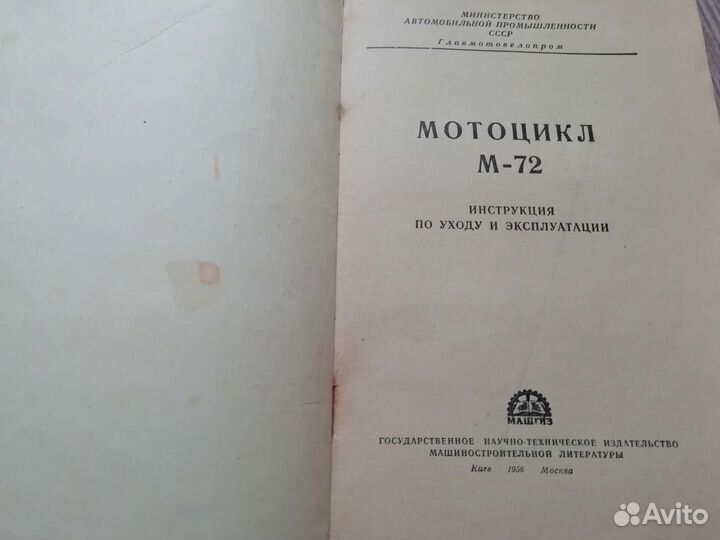 МИНИСТЕРСТВО
АВТОМОБИЛЬНОЙ ПРОМЫШЛЕННОСТИ
СССР
Главмотовелопром
МОТОЦИКЛ
М-72
ИНСТРУКЦИЯ
ПО УХОДУ И ЭКСПЛУАТАЦИИ
МАШГИЗ
ГОСУДАРСТВЕННОЕ НАУЧНО-ТЕХНИЧЕСКОЕ ИЗДАТЕЛЬСТВО
МАШИНОСТРОИТЕЛЬНОЙ ЛИТЕРАТУРЫ
Киев 1956 Москва
Avito